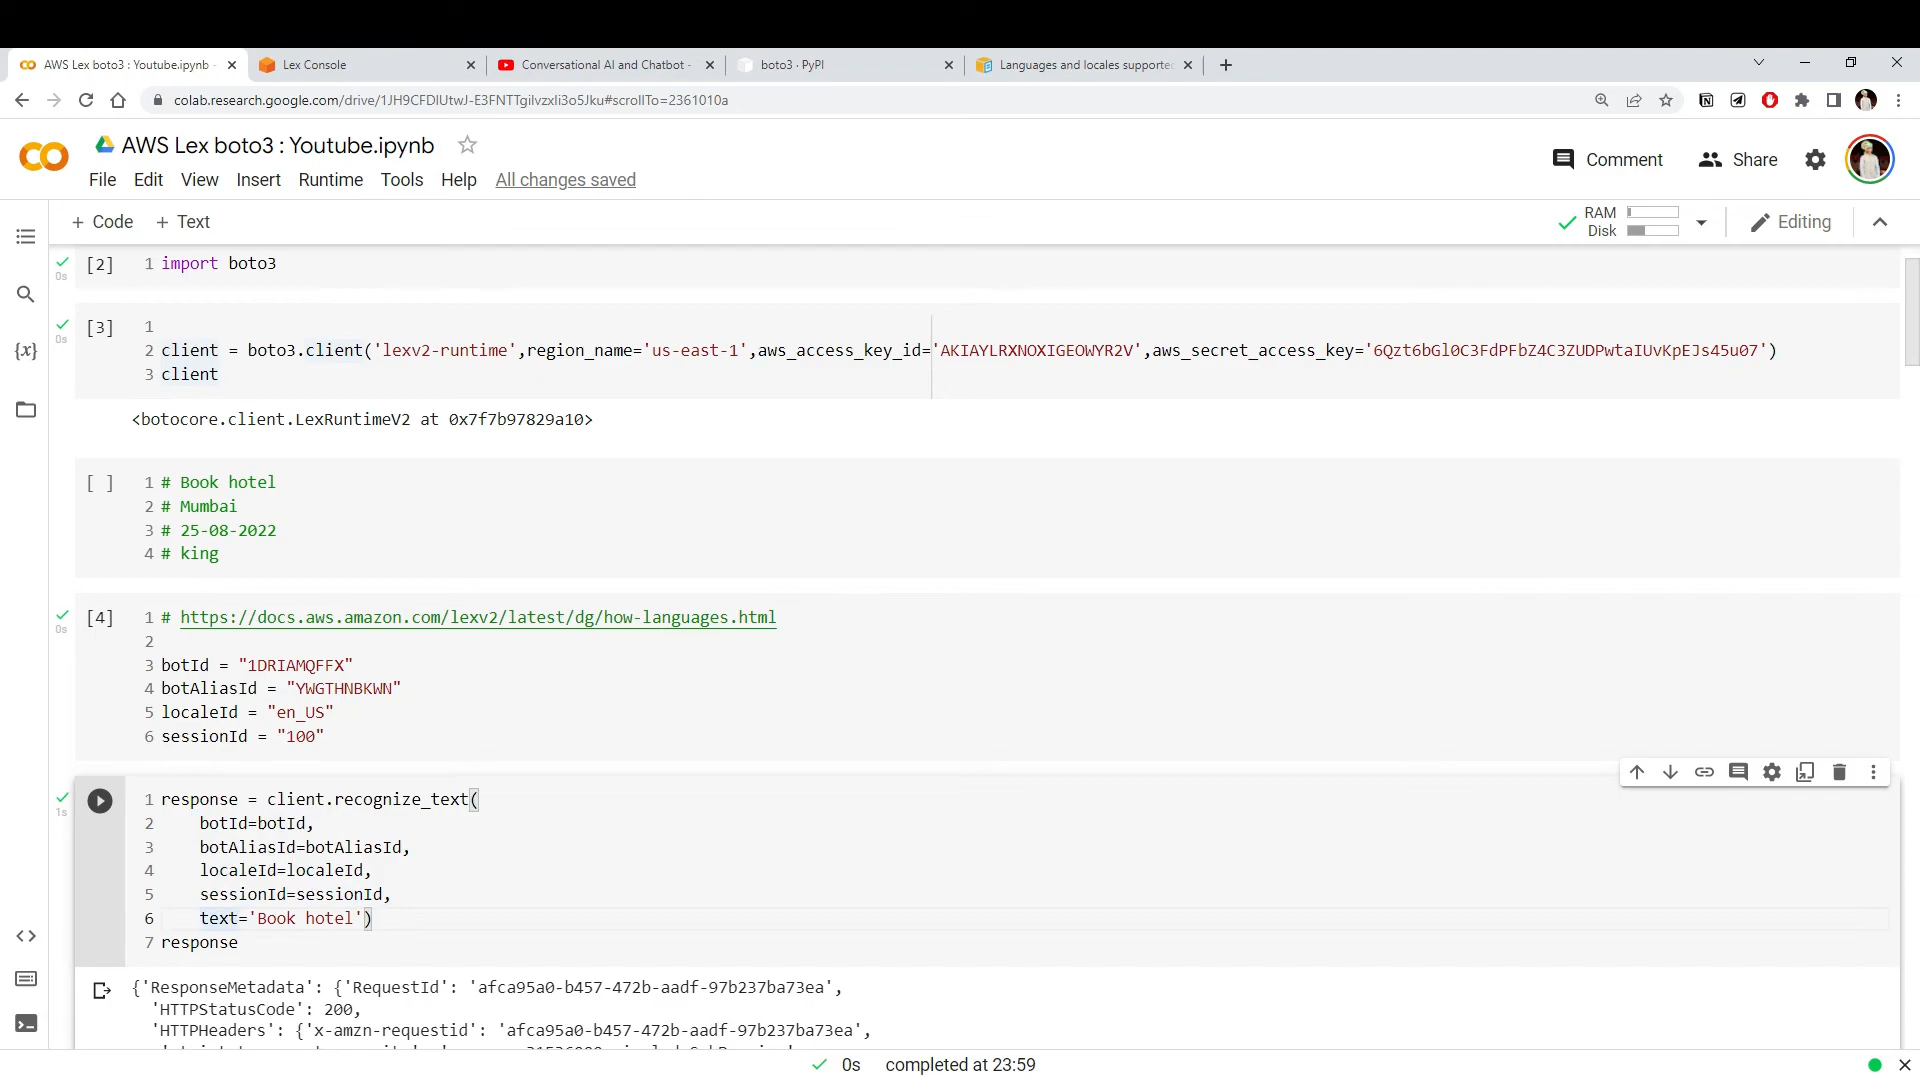 AWS Lex boto3 : Youtube.ipynb
Lex Console
Conversational AI and Chatbot -
boto3 · PyPI
Languages and locales supported
colab.research.google.com/drive/1JH9CFDIUtwJ-E3FNTTgilvzxIi3o5Jku#scrollTo=2361010a
AWS Lex boto3 : Youtube.ipynb
Comment
Share
File Edit View Insert Runtime Tools Help All changes saved
+ Code + Text
RAM
Disk
Editing
[2] 1 import boto3
0s
[3] 1
0s
2 client = boto3.client('lexv2-runtime',region_name='us-east-1',aws_access_key_id='AKIAYLRXNOXIGEOWYR2V',aws_secret_access_key='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')
3 client
<botocore.client.LexRuntimeV2 at 0x7f7b97829a10>
[ ] 1 # Book hotel
2 # Mumbai
3 # 25-08-2022
4 # king
[4] 1 # https://docs.aws.amazon.com/lexv2/latest/dg/how-languages.html
0s
2
3 botId = "1DRIAMQFFX"
4 botAliasId = "YWGTHNBKWN"
5 localeId = "en_US"
6 sessionId = "100"
1 response = client.recognize_text(
1s
2 botId=botId,
3 botAliasId=botAliasId,
4 localeId=localeId,
5 sessionId=sessionId,
6 text='Book hotel')
7 response
{'ResponseMetadata': {'RequestId': 'afca95a0-b457-472b-aadf-97b237ba73ea',
'HTTPStatusCode': 200,
'HTTPHeaders': {'x-amzn-requestid': 'afca95a0-b457-472b-aadf-97b237ba73ea',
0s completed at 23:59